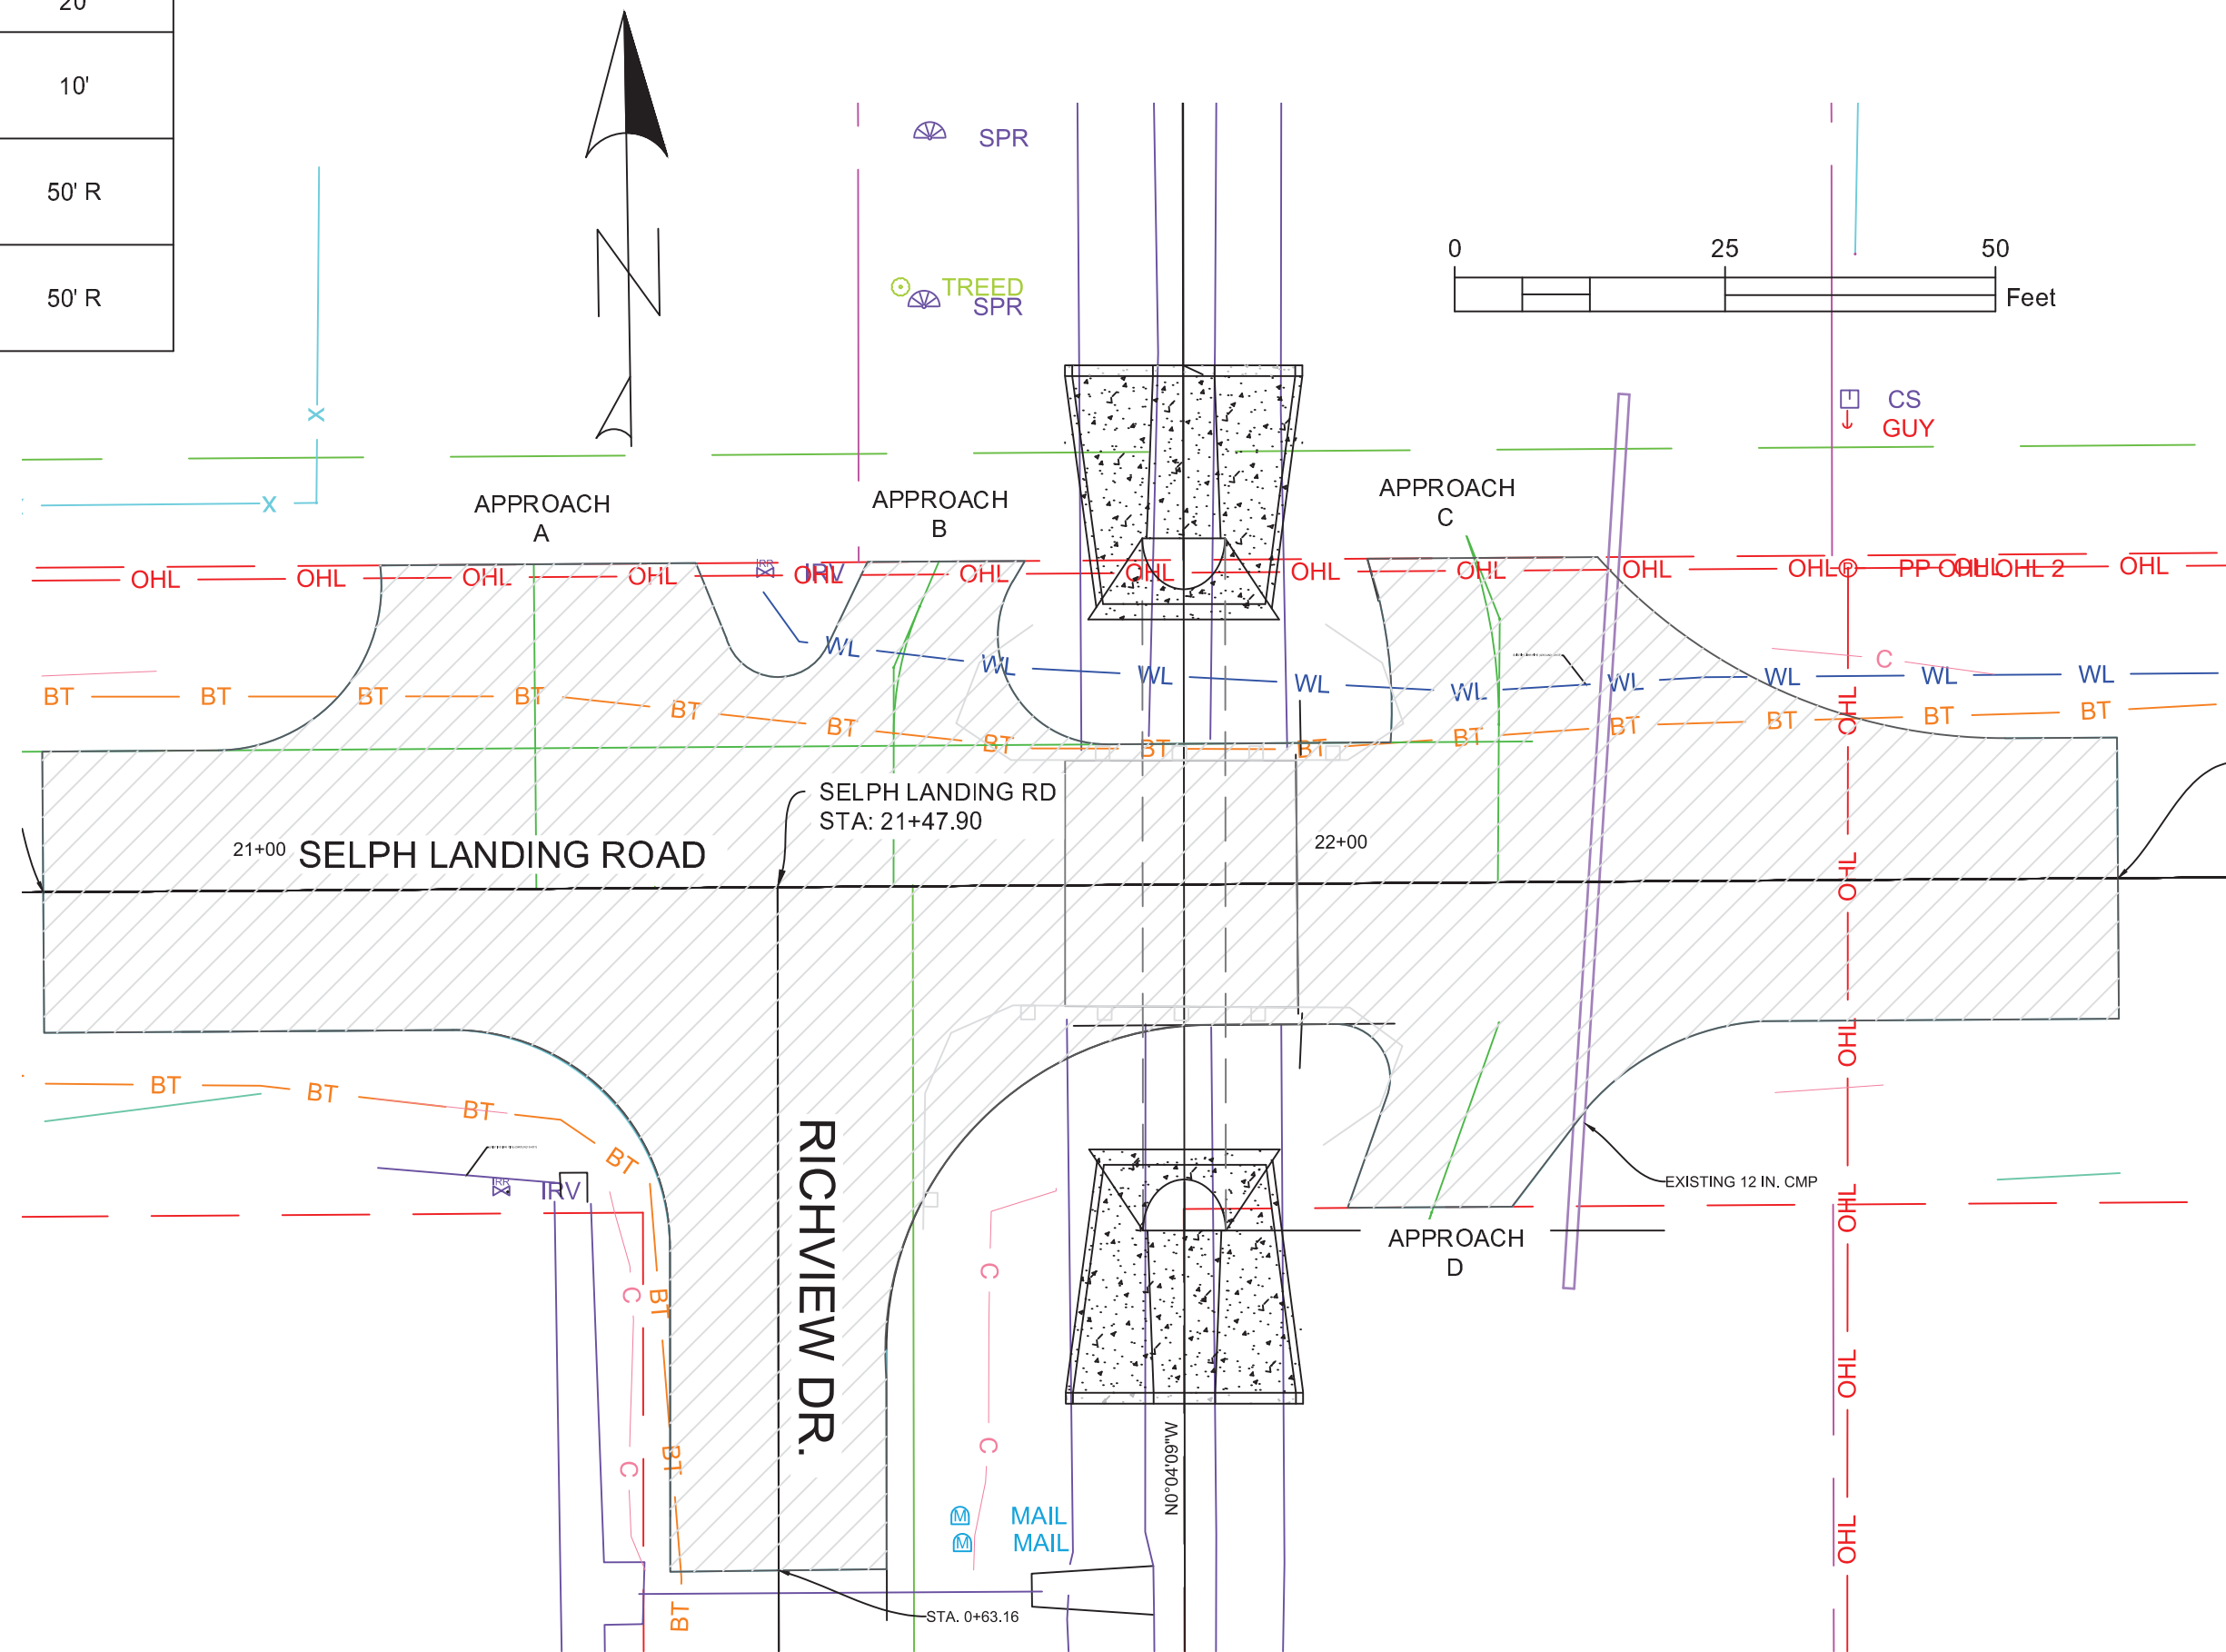 20'
10'
50' R
50' R
N
SPR
TREED
SPR
0 25 50
Feet
CS
GUY
X
X
APPROACH
A
APPROACH
B
APPROACH
C
OHL OHL OHL OHL OHL OHL OHL OHL OHL OHL OHL PP OHL OHL OHL 2 OHL
IRV
WL WL WL WL WL WL WL WL WL
C
BT BT BT BT BT BT BT BT BT BT BT BT BT BT
OHL
SELPH LANDING RD
STA: 21+47.90
21+00 SELPH LANDING ROAD
22+00
OHL
OHL
BT BT BT BT
IRV
RICHVIEW DR.
EXISTING 12 IN. CMP
OHL
APPROACH
D
C
C
BT
OHL
C
C
BT
N0°04'09"W
OHL
M MAIL
M MAIL
STA. 0+63.16
BT